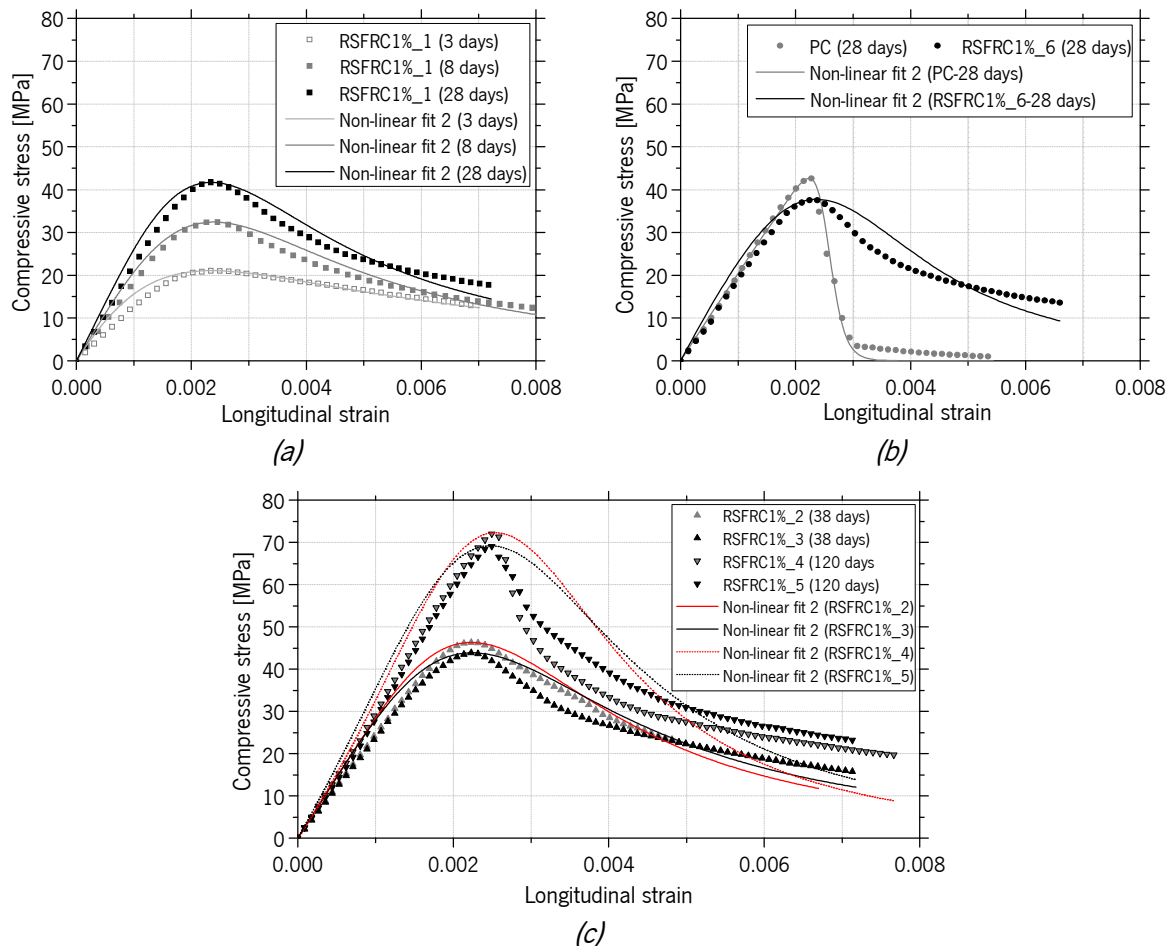 Compressive stress [MPa]
80
70
60
50
40
30
20
10
0
0.000 0.002 0.004 0.006 0.008
Longitudinal strain
RSFRC1%_1 (3 days)
RSFRC1%_1 (8 days)
RSFRC1%_1 (28 days)
Non-linear fit 2 (3 days)
Non-linear fit 2 (8 days)
Non-linear fit 2 (28 days)
(a)
Compressive stress [MPa]
80
70
60
50
40
30
20
10
0
0.000 0.002 0.004 0.006 0.008
Longitudinal strain
PC (28 days) RSFRC1%_6 (28 days)
Non-linear fit 2 (PC-28 days)
Non-linear fit 2 (RSFRC1%_6-28 days)
(b)
Compressive stress [MPa]
80
70
60
50
40
30
20
10
0
0.000 0.002 0.004 0.006 0.008
Longitudinal strain
RSFRC1%_2 (38 days)
RSFRC1%_3 (38 days)
RSFRC1%_4 (120 days
RSFRC1%_5 (120 days)
Non-linear fit 2 (RSFRC1%_2)
Non-linear fit 2 (RSFRC1%_3)
Non-linear fit 2 (RSFRC1%_4)
Non-linear fit 2 (RSFRC1%_5)
(c)